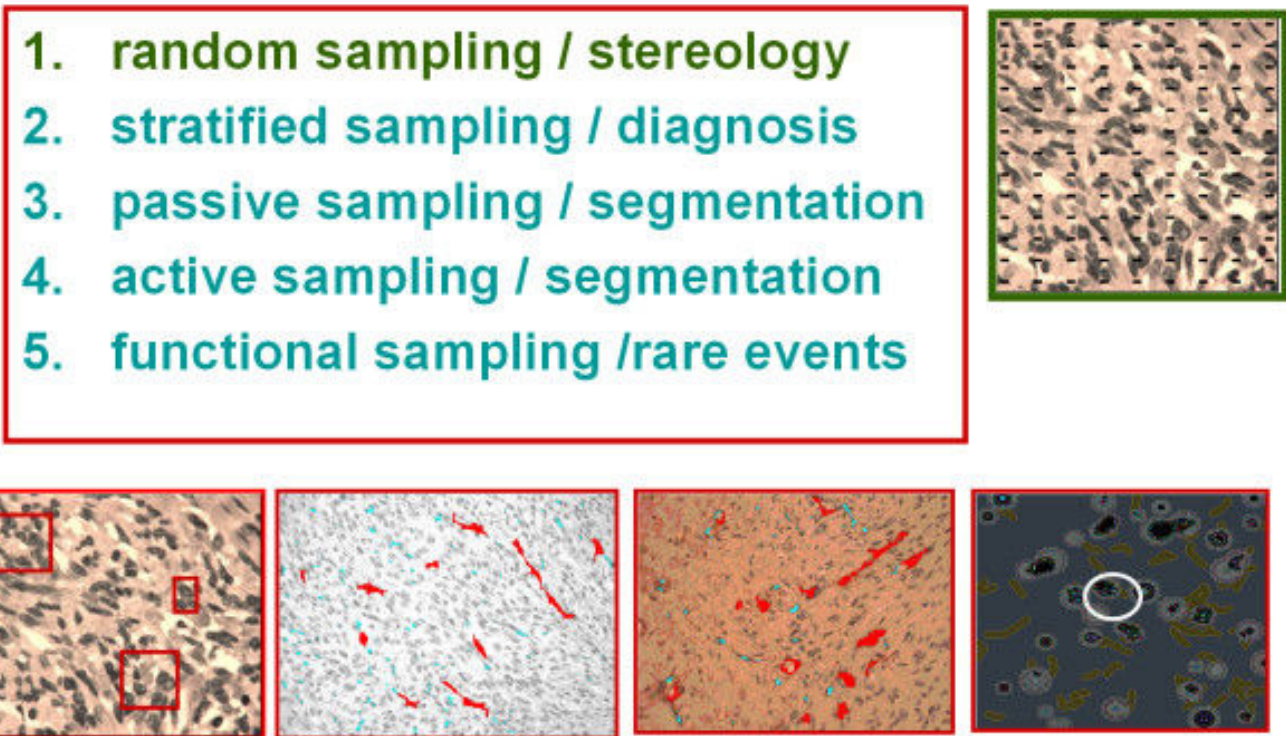 1. random sampling / stereology
2. stratified sampling / diagnosis
3. passive sampling / segmentation
4. active sampling / segmentation
5. functional sampling /rare events